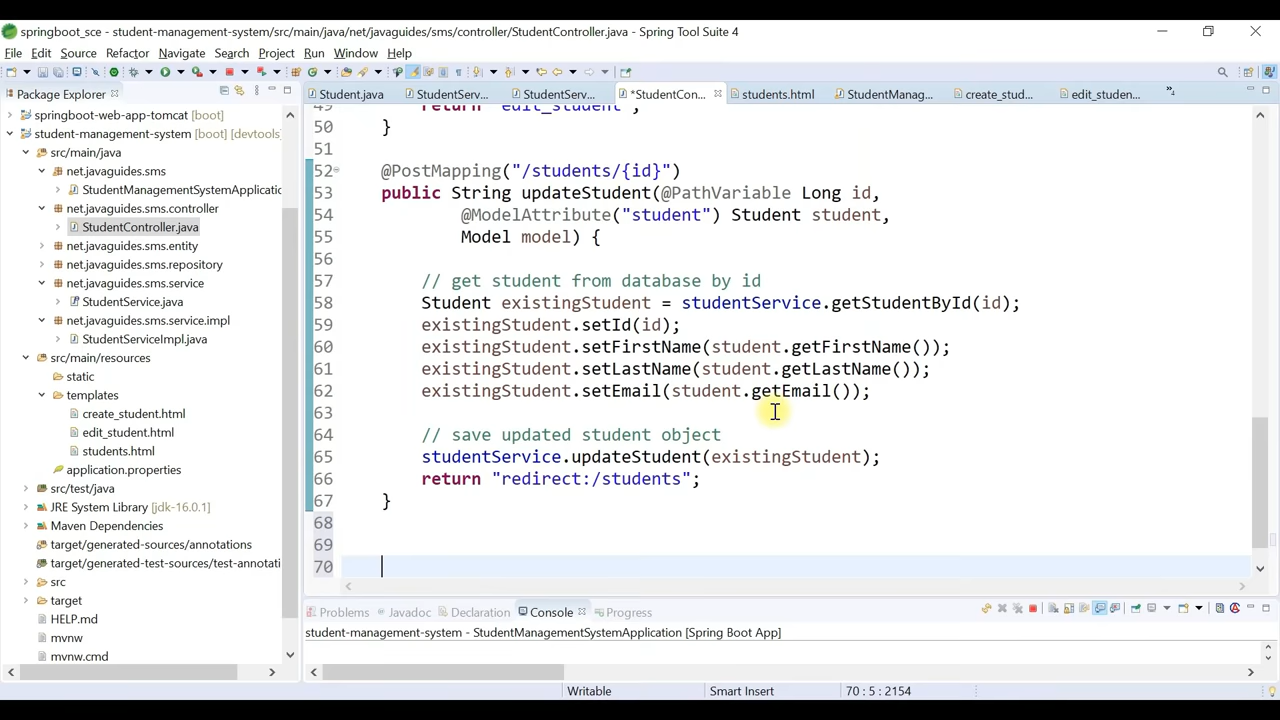 springboot_sce - student-management-system/src/main/java/net/javaguides/sms/controller/StudentController.java - Spring Tool Suite 4
File Edit Source Refactor Navigate Search Project Run Window Help
Package Explorer
Student.java StudentServ... StudentServ... *StudentCon... students.html StudentManag... create_stud... edit_studen...
springboot-web-app-tomcat [boot]
student-management-system [boot] [devtools]
src/main/java
net.javaguides.sms
StudentManagementSystemApplicatio
net.javaguides.sms.controller
StudentController.java
net.javaguides.sms.entity
net.javaguides.sms.repository
net.javaguides.sms.service
StudentService.java
net.javaguides.sms.service.impl
StudentServiceImpl.java
src/main/resources
static
templates
create_student.html
edit_student.html
students.html
application.properties
src/test/java
JRE System Library [jdk-16.0.1]
Maven Dependencies
target/generated-sources/annotations
target/generated-test-sources/test-annotati
src
target
HELP.md
mvnw
mvnw.cmd
49 return "edit_student";
50 }
51
52 @PostMapping("/students/{id}")
53 public String updateStudent(@PathVariable Long id,
54 @ModelAttribute("student") Student student,
55 Model model) {
56
57 // get student from database by id
58 Student existingStudent = studentService.getStudentById(id);
59 existingStudent.setId(id);
60 existingStudent.setFirstName(student.getFirstName());
61 existingStudent.setLastName(student.getLastName());
62 existingStudent.setEmail(student.getEmail());
63
64 // save updated student object
65 studentService.updateStudent(existingStudent);
66 return "redirect:/students";
67 }
68
69
70
Problems Javadoc Declaration Console Progress
student-management-system - StudentManagementSystemApplication [Spring Boot App]
Writable Smart Insert 70 : 5 : 2154